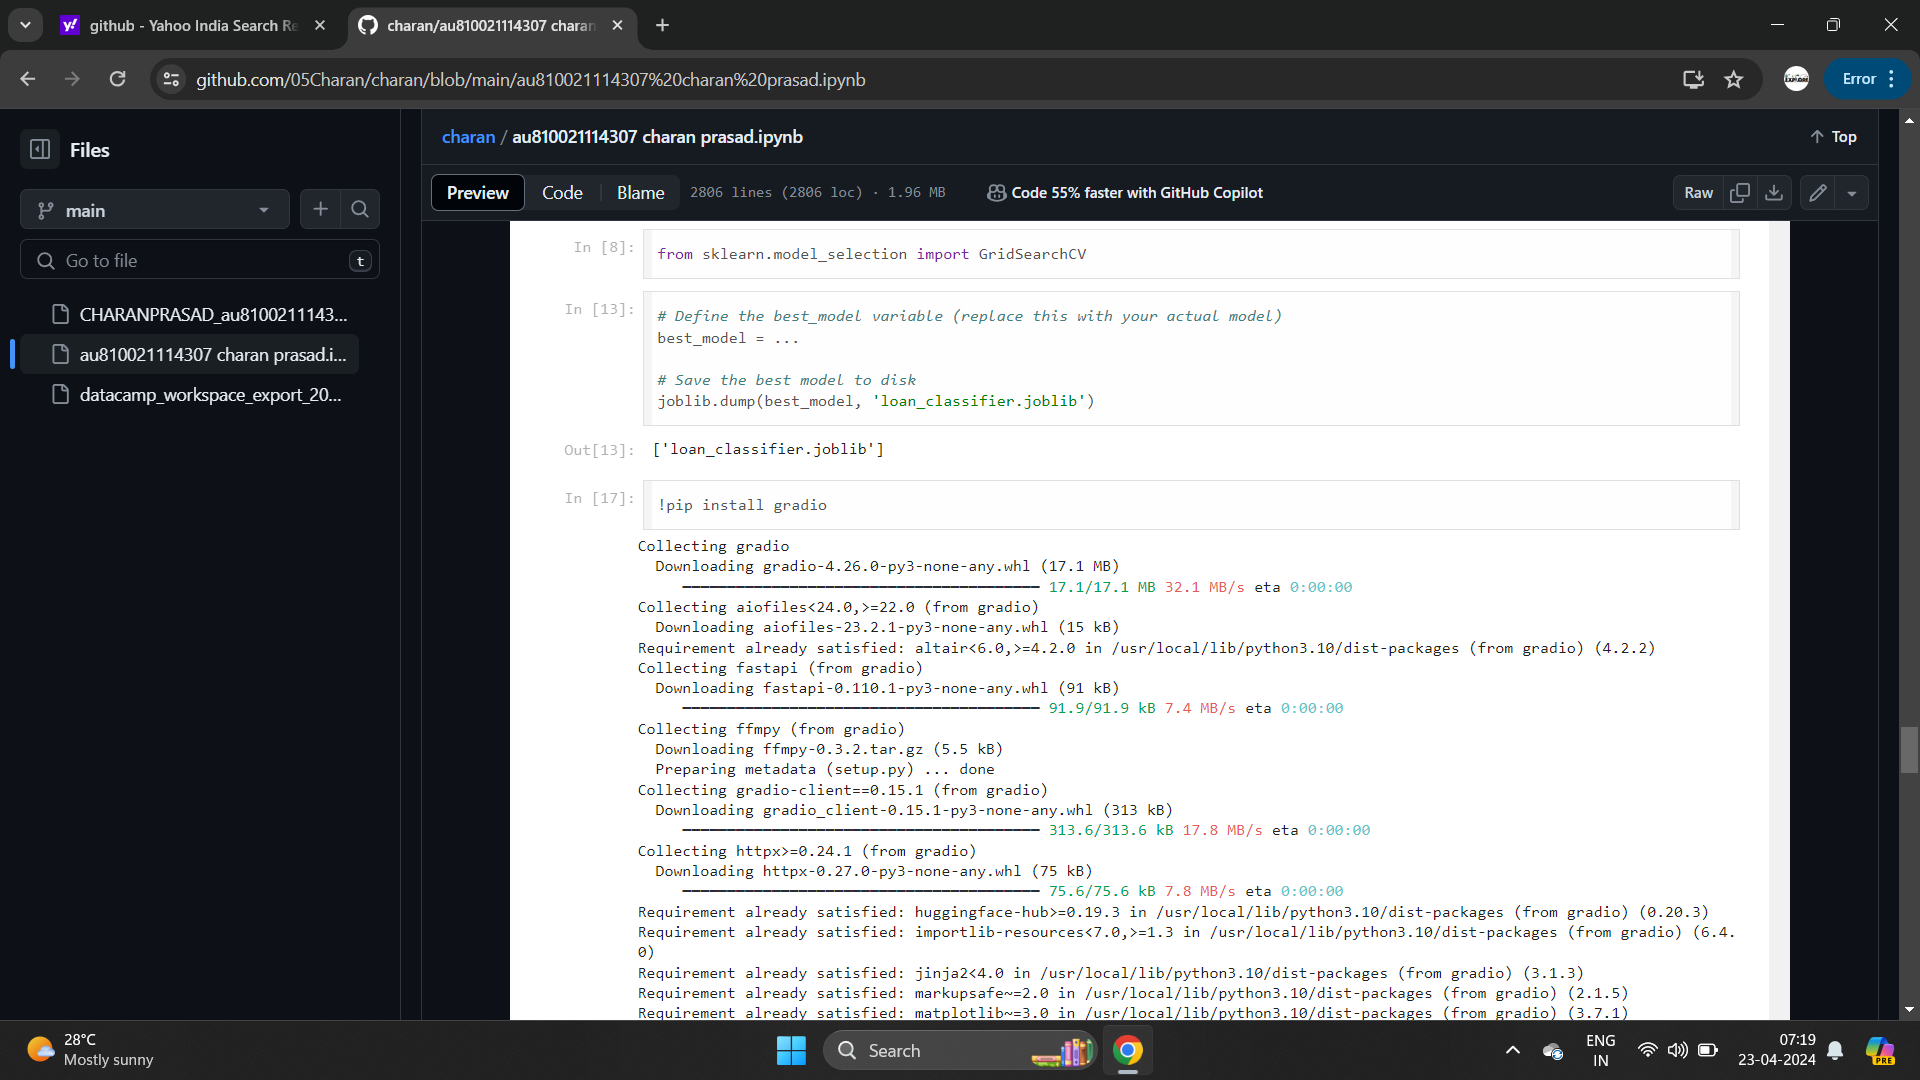 github - Yahoo India Search Re
charan/au810021114307 charan
github.com/05Charan/charan/blob/main/au810021114307%20charan%20prasad.ipynb
Error
Files
main
Go to file
t
CHARANPRASAD_au8100211143...
au810021114307 charan prasad.i...
datacamp_workspace_export_20...
charan / au810021114307 charan prasad.ipynb
Top
Preview Code Blame 2806 lines (2806 loc) · 1.96 MB Code 55% faster with GitHub Copilot Raw
In [8]: from sklearn.model_selection import GridSearchCV
In [13]: # Define the best_model variable (replace this with your actual model)
best_model = ...
# Save the best model to disk
joblib.dump(best_model, 'loan_classifier.joblib')
Out[13]: ['loan_classifier.joblib']
In [17]: !pip install gradio
Collecting gradio
Downloading gradio-4.26.0-py3-none-any.whl (17.1 MB)
17.1/17.1 MB 32.1 MB/s eta 0:00:00
Collecting aiofiles<24.0,>=22.0 (from gradio)
Downloading aiofiles-23.2.1-py3-none-any.whl (15 kB)
Requirement already satisfied: altair<6.0,>=4.2.0 in /usr/local/lib/python3.10/dist-packages (from gradio) (4.2.2)
Collecting fastapi (from gradio)
Downloading fastapi-0.110.1-py3-none-any.whl (91 kB)
91.9/91.9 kB 7.4 MB/s eta 0:00:00
Collecting ffmpy (from gradio)
Downloading ffmpy-0.3.2.tar.gz (5.5 kB)
Preparing metadata (setup.py) ... done
Collecting gradio-client==0.15.1 (from gradio)
Downloading gradio_client-0.15.1-py3-none-any.whl (313 kB)
313.6/313.6 kB 17.8 MB/s eta 0:00:00
Collecting httpx>=0.24.1 (from gradio)
Downloading httpx-0.27.0-py3-none-any.whl (75 kB)
75.6/75.6 kB 7.8 MB/s eta 0:00:00
Requirement already satisfied: huggingface-hub>=0.19.3 in /usr/local/lib/python3.10/dist-packages (from gradio) (0.20.3)
Requirement already satisfied: importlib-resources<7.0,>=1.3 in /usr/local/lib/python3.10/dist-packages (from gradio) (6.4.
0)
Requirement already satisfied: jinja2<4.0 in /usr/local/lib/python3.10/dist-packages (from gradio) (3.1.3)
Requirement already satisfied: markupsafe~=2.0 in /usr/local/lib/python3.10/dist-packages (from gradio) (2.1.5)
Requirement already satisfied: matplotlib~=3.0 in /usr/local/lib/python3.10/dist-packages (from gradio) (3.7.1)
28°C
Mostly sunny
Search
ENG
IN
07:19
23-04-2024
PRE